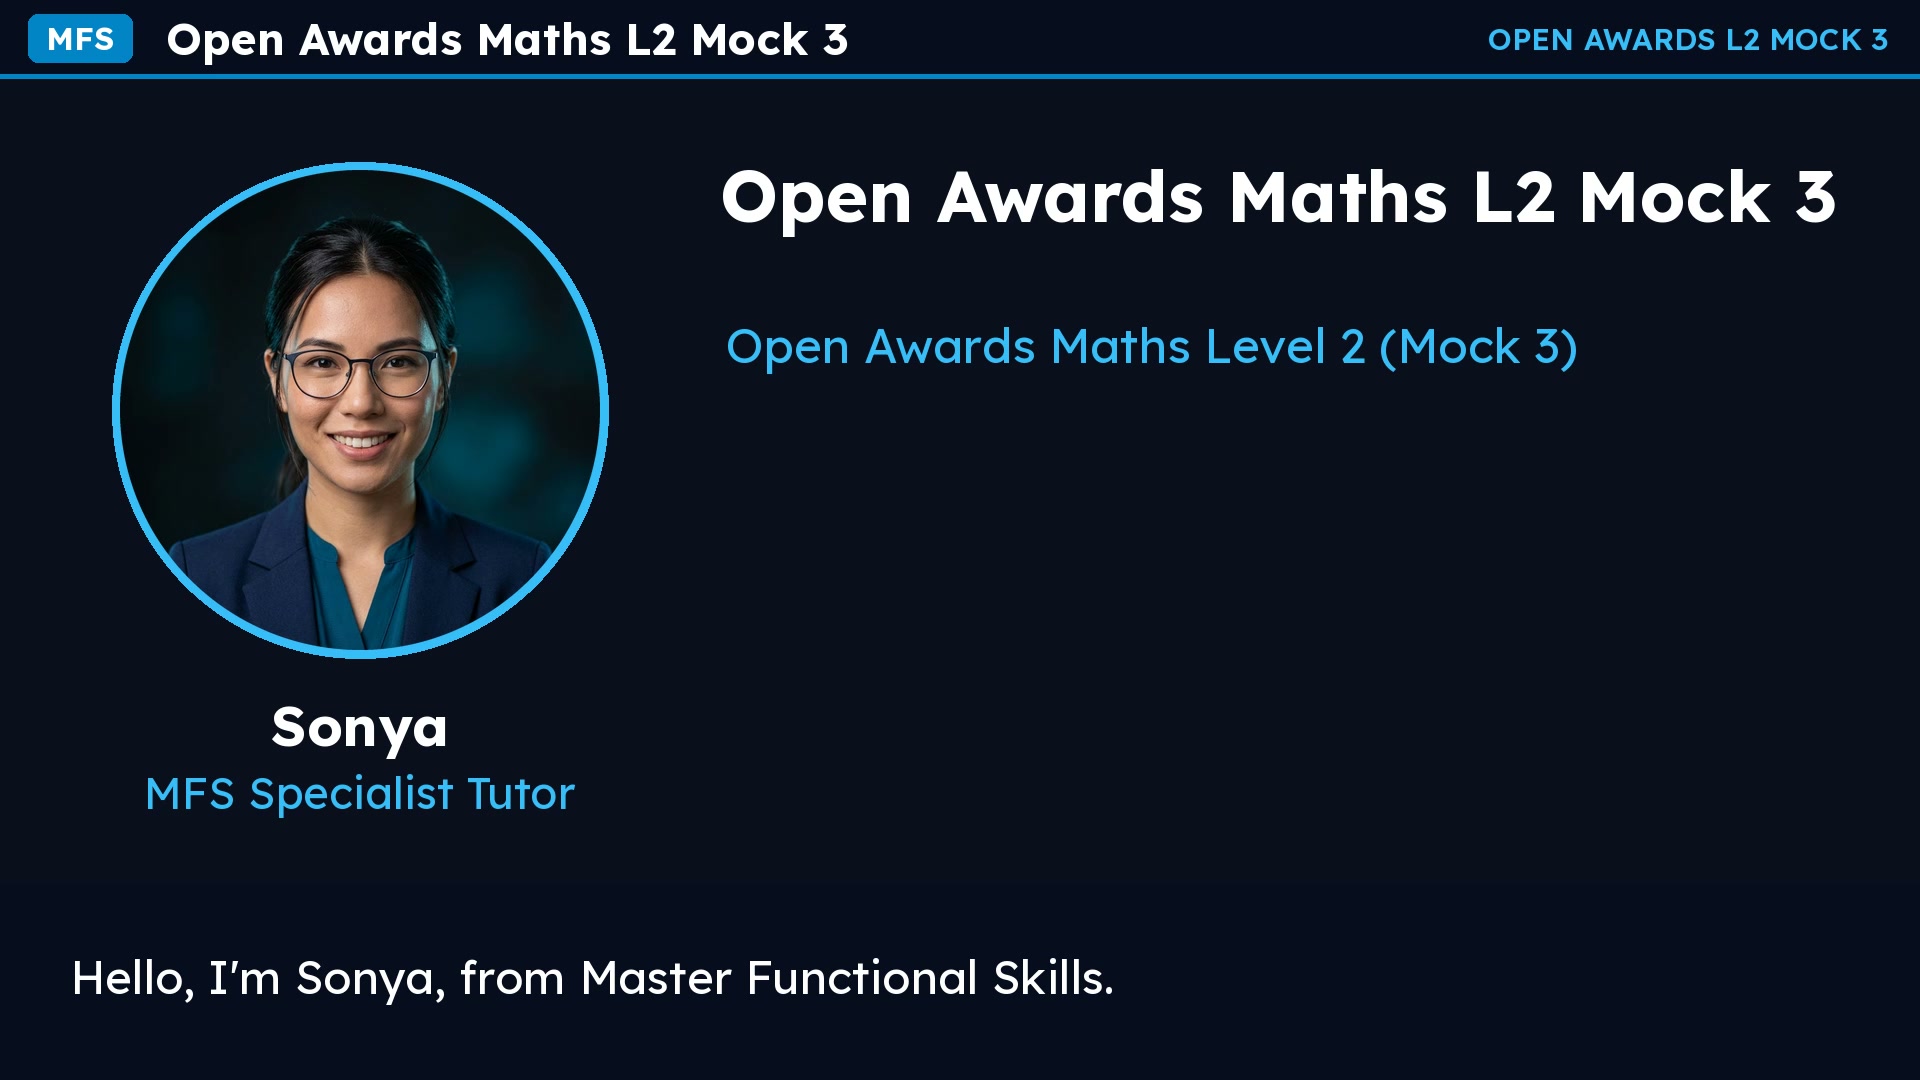 MFS
Open Awards Maths L2 Mock 3
OPEN AWARDS L2 MOCK 3
Open Awards Maths L2 Mock 3
Open Awards Maths Level 2 (Mock 3)
Sonya
MFS Specialist Tutor
Hello, I'm Sonya, from Master Functional Skills.